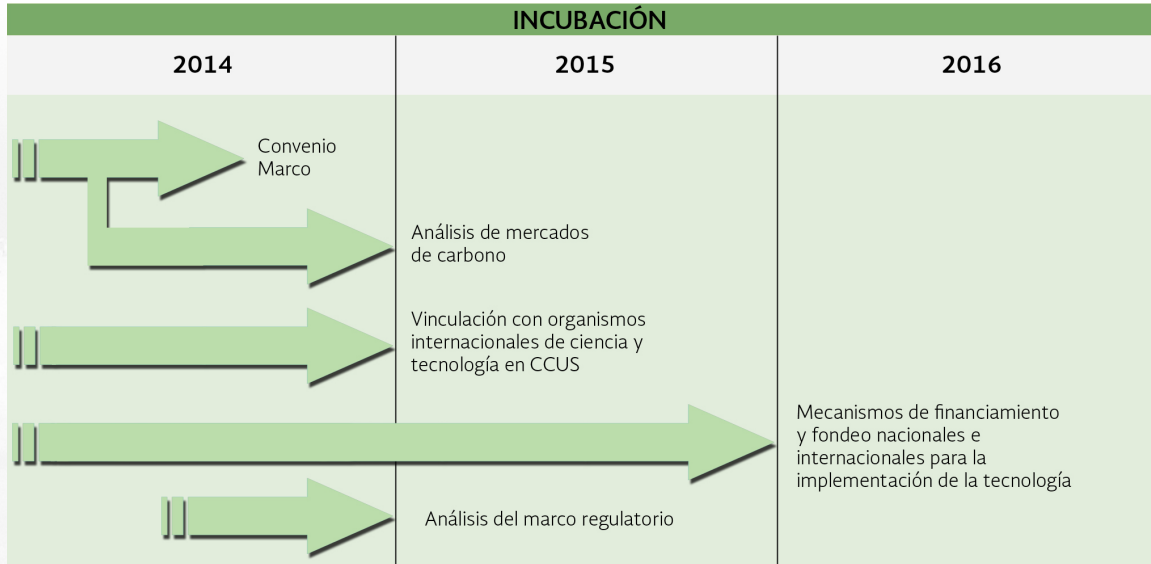 INCUBACIÓN
2014
2015
2016
Convenio
Marco
Análisis de mercados
de carbono
Vinculación con organismos
internacionales de ciencia y
tecnología en CCUS
Mecanismos de financiamiento
y fondeo nacionales e
internacionales para la
implementación de la tecnología
Análisis del marco regulatorio